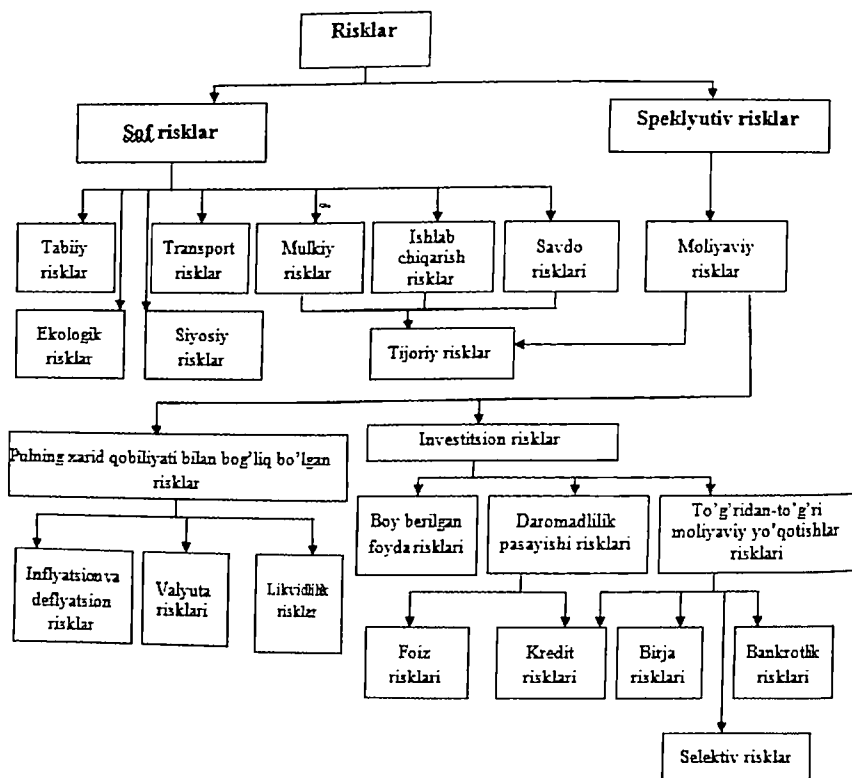 Risklar
Sof risklar
Speklyutiv risklar
Tabiiy
risklar
Transport
risklar
Mulkiy
risklar
Ishlab
chiqarish
risklar
Savdo
risklari
Moliyaviy
risklar
Ekologik
risklar
Siyosiy
risklar
Tijoriy risklar
Pulning xarid qobiliyati bilan bog'liq bo'lgan
risklar
Investitsion risklar
Boy berilgan
foyda risklari
Daromadlilik
pasayishi risklari
To'g'ridan-to'g'ri
moliyaviy yo'qotishlar
risklari
Inflyatsion va
deflyatsion
risklar
Valyuta
risklari
Likvidlilik
risklar
Foiz
risklari
Kredit
risklari
Birja
risklari
Bankrotlik
risklari
Selektiv risklar